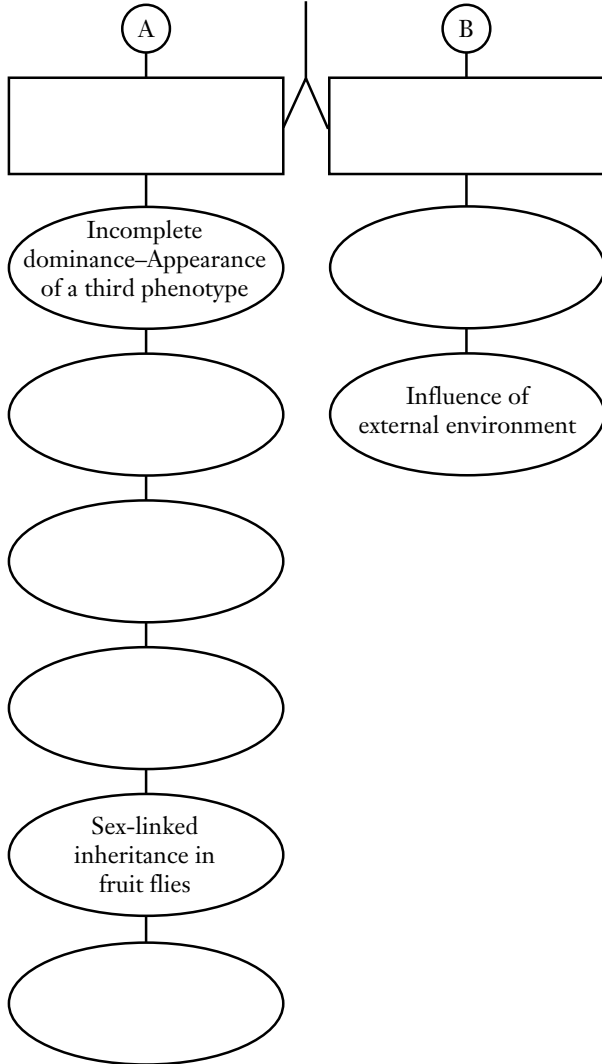 A
B
Incomplete
dominance–Appearance
of a third phenotype
Influence of
external environment
Sex-linked
inheritance in
fruit flies